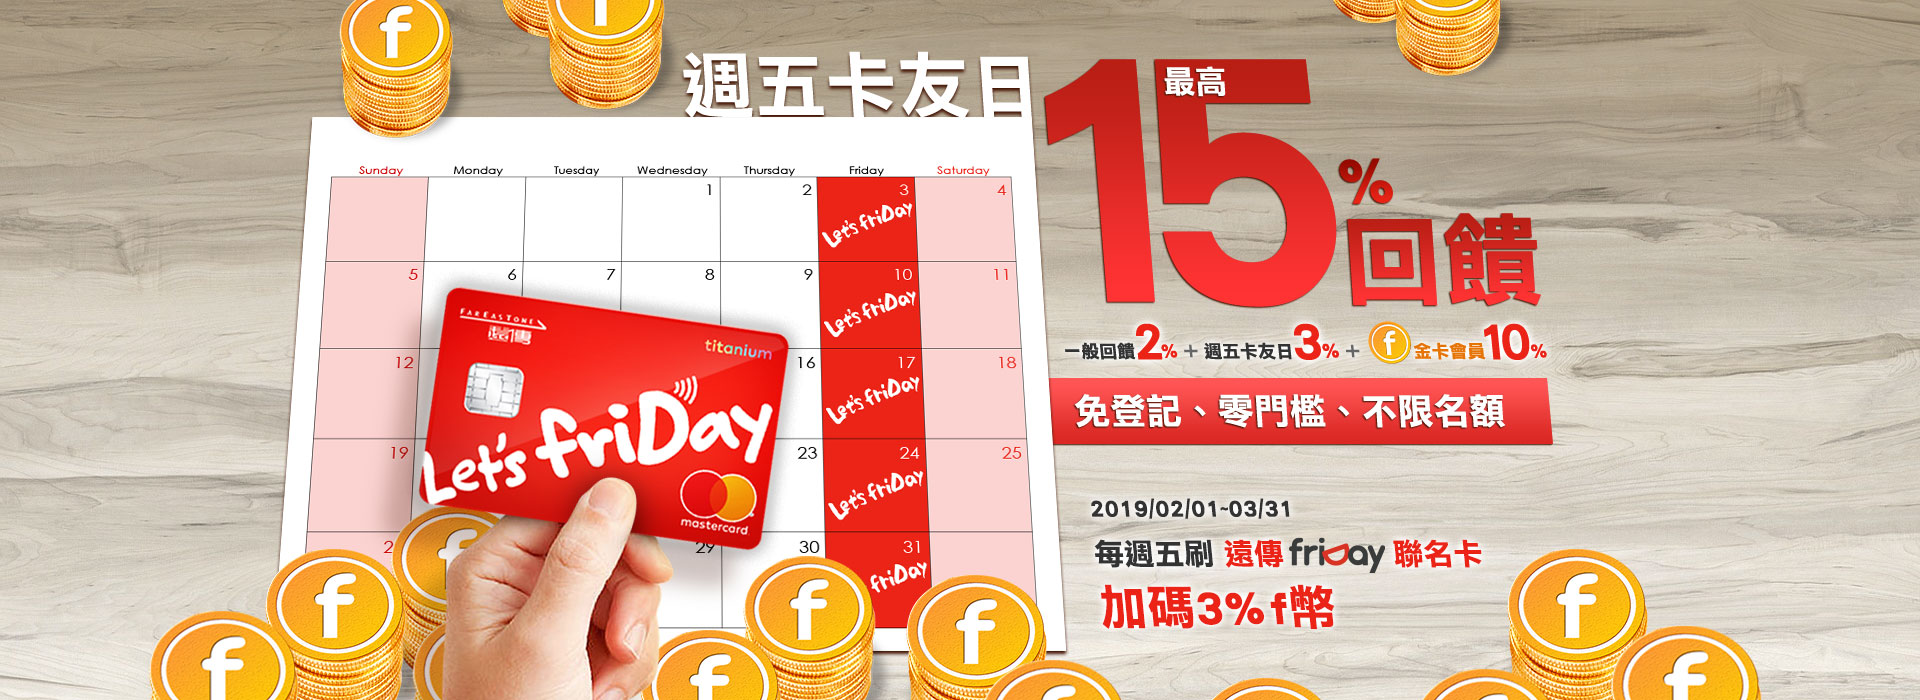 週五卡友日
最高
15%
回饋
一般回饋2% + 週五卡友日3% + f 金卡會員10%
免登記、零門檻、不限名額
2019/02/01~03/31
每週五刷 遠傳 friDay 聯名卡
加碼3% f幣
Sunday Monday Tuesday Wednesday Thursday Friday Saturday
1 2 3 4
Let's friDay
5 6 7 8 9 10 11
Let's friDay
12 16 17 18
Let's friDay
19 23 24 25
Let's friDay
2 29 30 31
friDay
FAREASTONE
遠傳
titanium
Let's friDay
mastercard
f
f
f
f
f
f
f
f
f
f